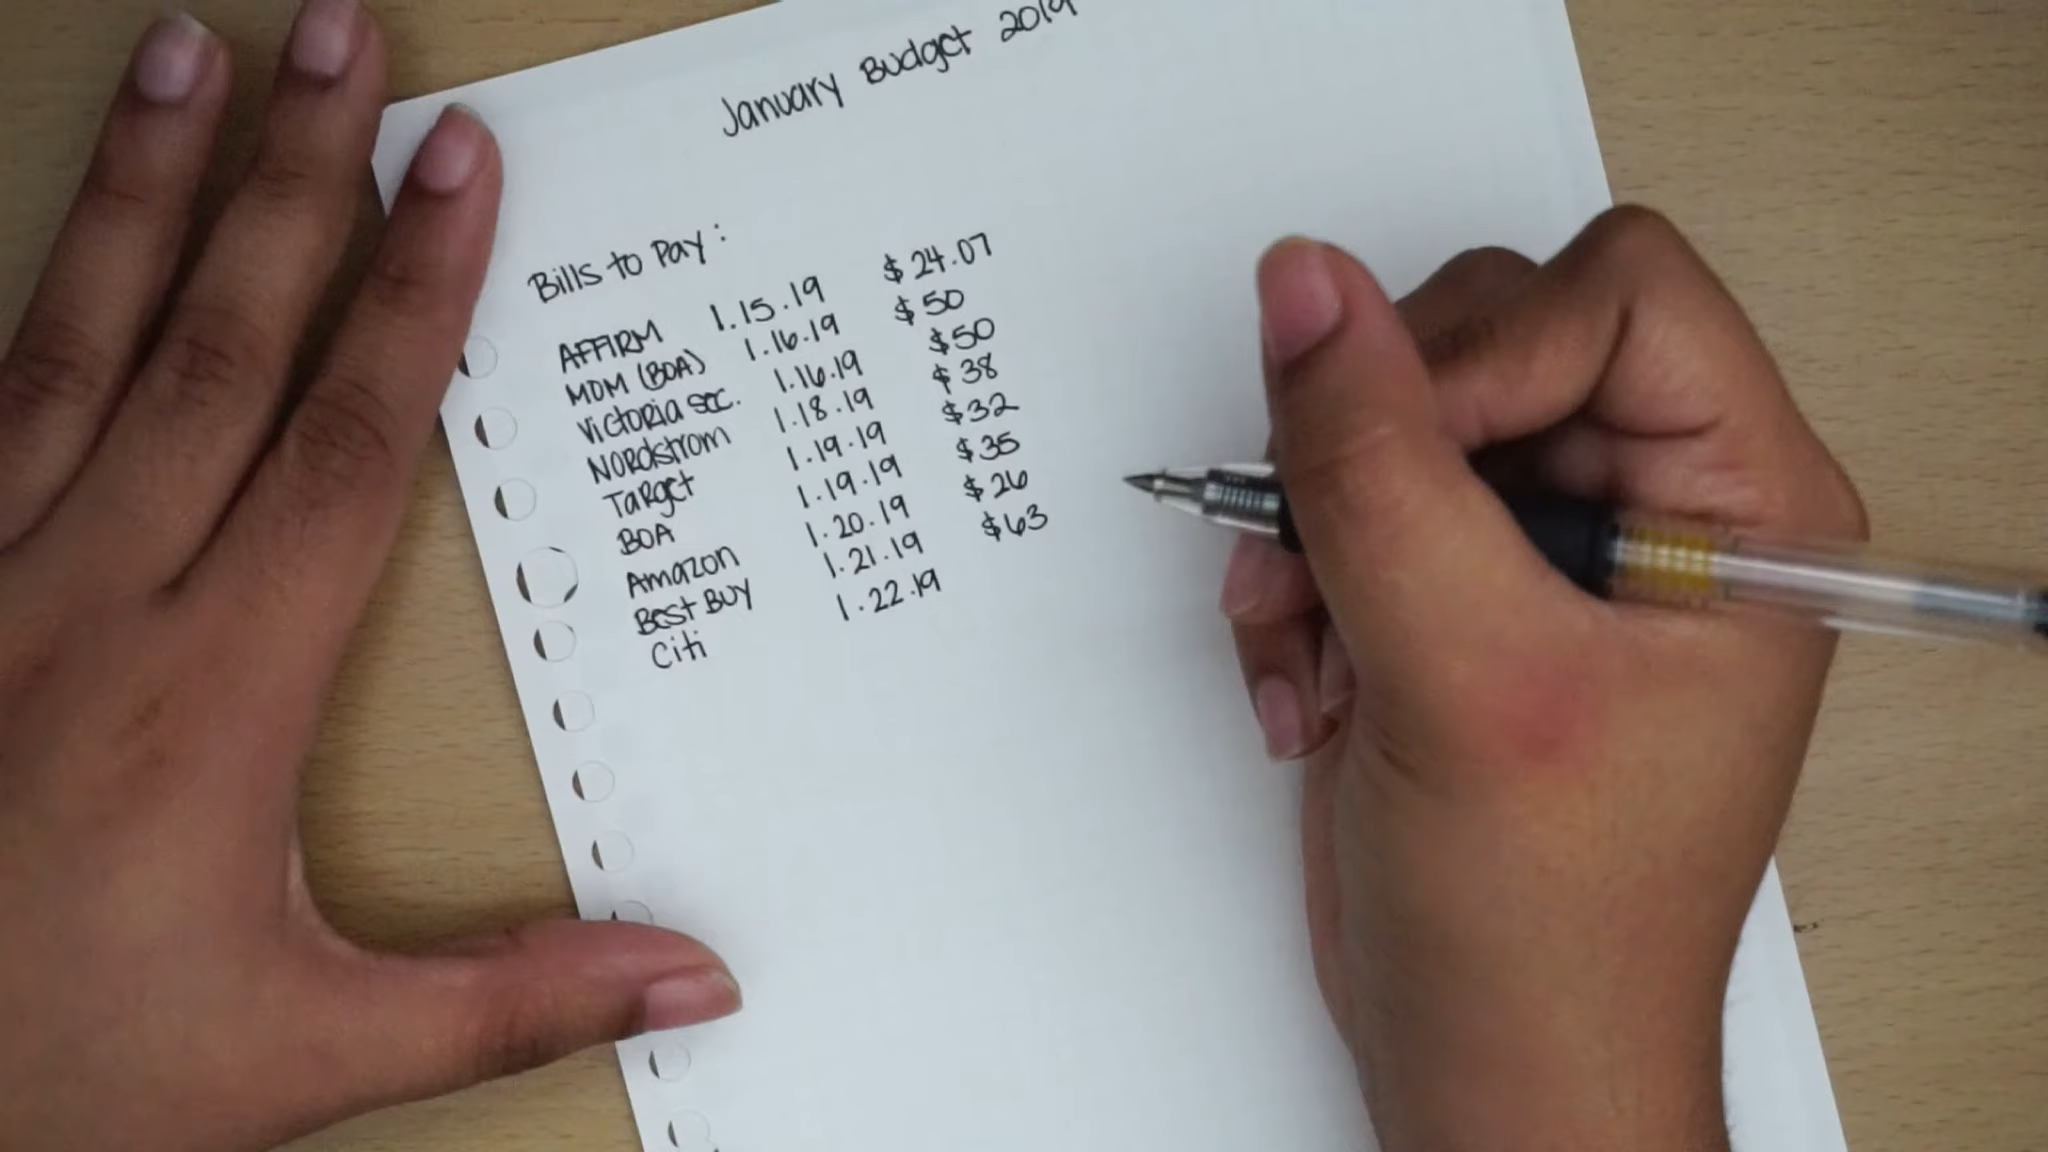 January Budget 2019
Bills to Pay:
AFFIRM 1.15.19 $24.07
MOM (BOA) 1.16.19 $50
Victoria sec. 1.16.19 $50
Nordstrom 1.18.19 $38
Target 1.19.19 $32
BOA 1.19.19 $35
Amazon 1.20.19 $26
Best Buy 1.21.19 $63
Citi 1.22.19